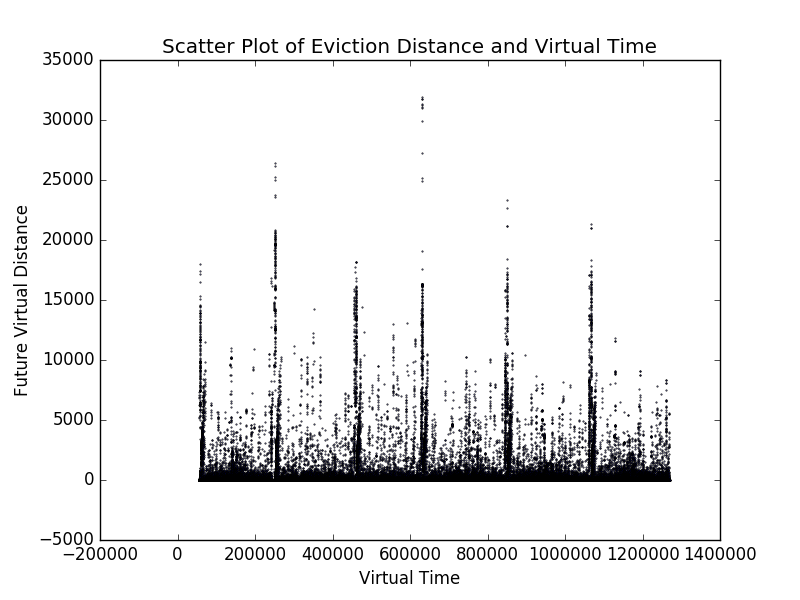 Scatter Plot of Eviction Distance and Virtual Time
35000
30000
25000
20000
15000
10000
5000
0
−5000
Future Virtual Distance
−200000 0 200000 400000 600000 800000 1000000 1200000 1400000
Virtual Time